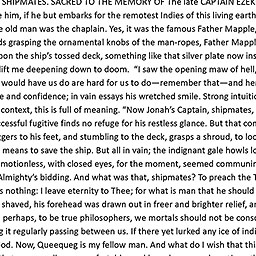 SHIPMATES. SACRED TO THE MEMORY OF The late CAPTAIN EZEK
e him, if he but embarks for the remotest Indies of this living earth
e old man was the chaplain. Yes, it was the famous Father Mapple,
ds grasping the ornamental knobs of the man-ropes, Father Mappl
pon the ship's tossed deck, something like that silver plate now ins
lift me deepening down to doom. “I saw the opening maw of hell,
would have us do are hard for us to do—remember that—and he
e and confidence; in vain essays his wretched smile. Strong intuitio
context, this is full of meaning. “Now Jonah's Captain, shipmates,
ccessful fugitive finds no refuge for his restless glance. But that con
ggers to his feet, and stumbling to the deck, grasps a shroud, to loo
means to save the ship. But all in vain; the indignant gale howls lo
motionless, with closed eyes, for the moment, seemed communin
Almighty's bidding. And what was that, shipmates? To preach the T
s nothing: I leave eternity to Thee; for what is man that he should
shaved, his forehead was drawn out in freer and brighter relief, an
perhaps, to be true philosophers, we mortals should not be consc
g it regularly passing between us. If there yet lurked any ice of indi
od. Now, Queequeg is my fellow man. And what do I wish that thi